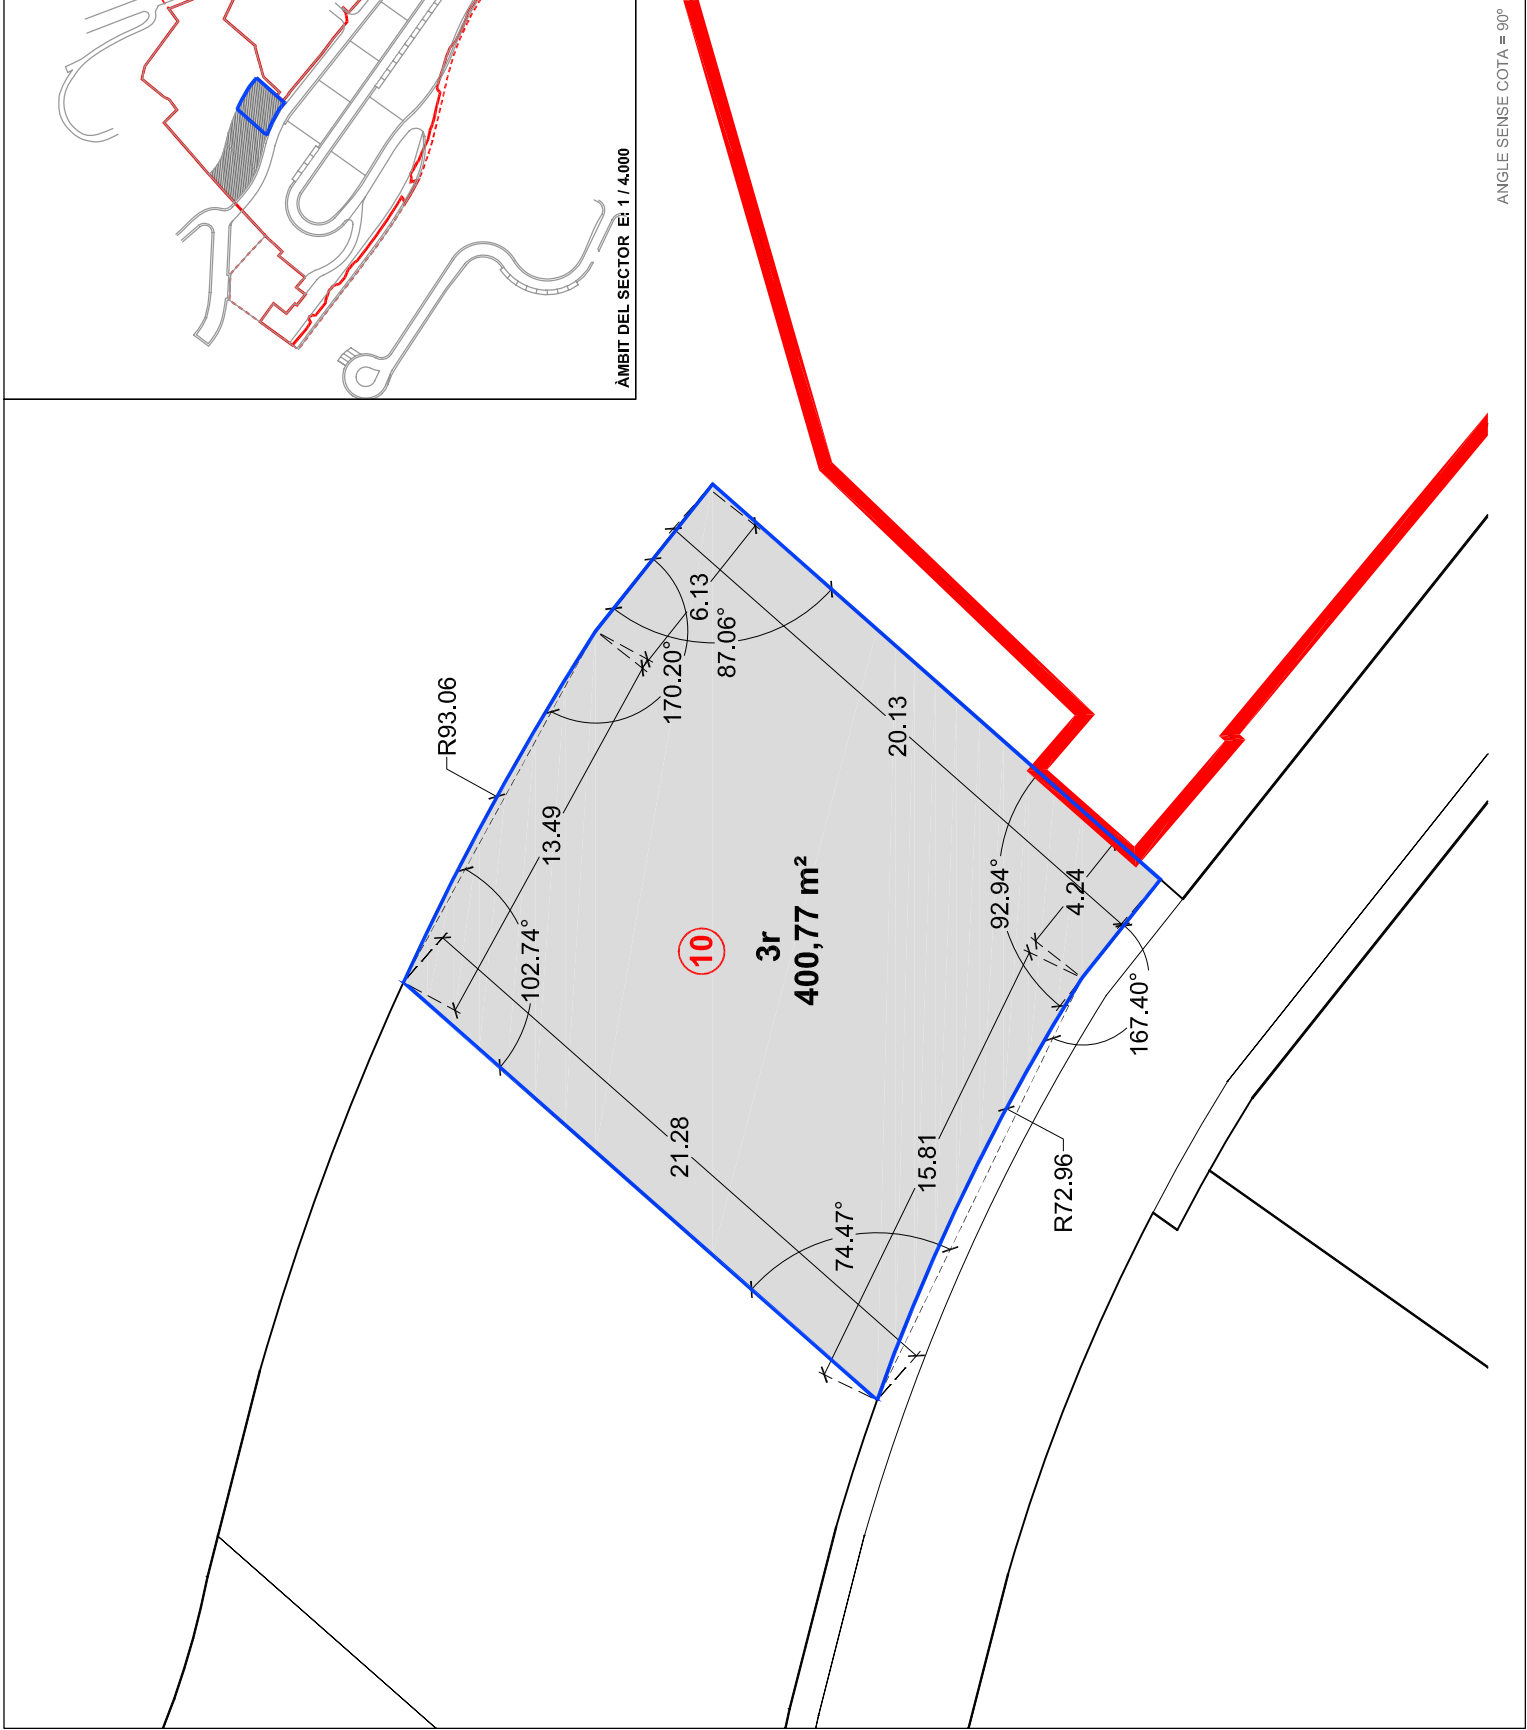 ÀMBIT DEL SECTOR E: 1 / 4.000
ANGLE SENSE COTA = 90°
R93.06
6.13
87.06°
170.20°
13.49
20.13
102.74°
10
3r
400,77 m²
92.94°
4.24
167.40°
21.28
15.81
74.47°
R72.96